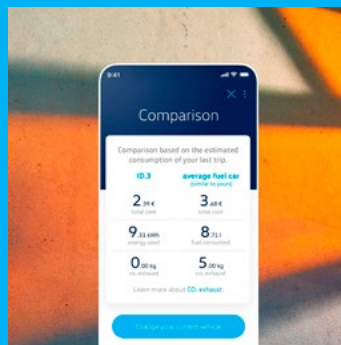 9:41
Comparison
Comparison based on the estimated
consumption of your last trip.
ID.3 average fuel car
(similar to yours)
2.39 € 3.68 €
total cost total cost
9.33 kWh 8.72 l
energy used fuel consumed
0.00 kg 5.00 kg
co₂ exhaust co₂ exhaust
Learn more about CO₂ exhaust
Change your current vehicle